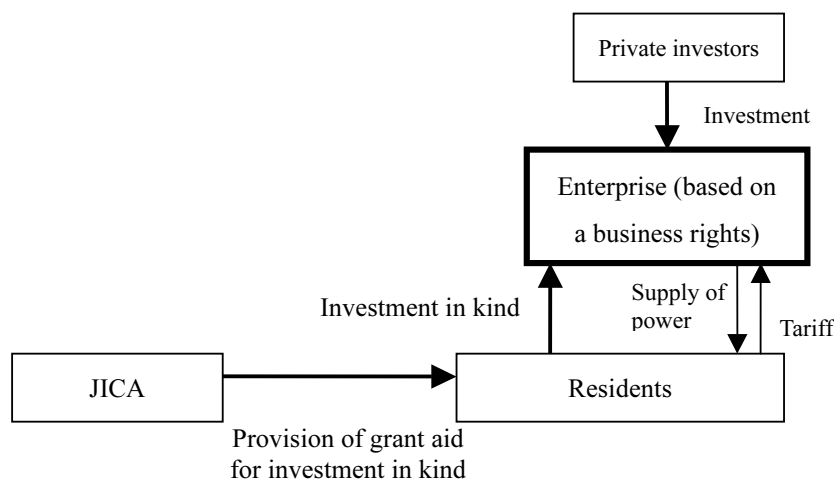 Private investors
Investment
Enterprise (based on
a business rights)
Investment in kind
Supply of
power
Tariff
JICA
Residents
Provision of grant aid
for investment in kind